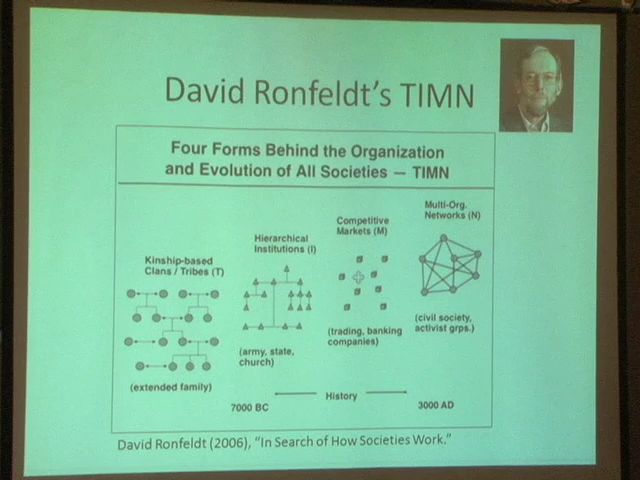 David Ronfeldt's TIMN
Four Forms Behind the Organization
and Evolution of All Societies — TIMN
Kinship-based
Clans / Tribes (T)
(extended family)
Hierarchical
Institutions (I)
(army, state,
church)
Competitive
Markets (M)
(trading, banking
companies)
Multi-Org.
Networks (N)
(civil society,
activist grps.)
History
7000 BC
3000 AD
David Ronfeldt (2006), "In Search of How Societies Work."